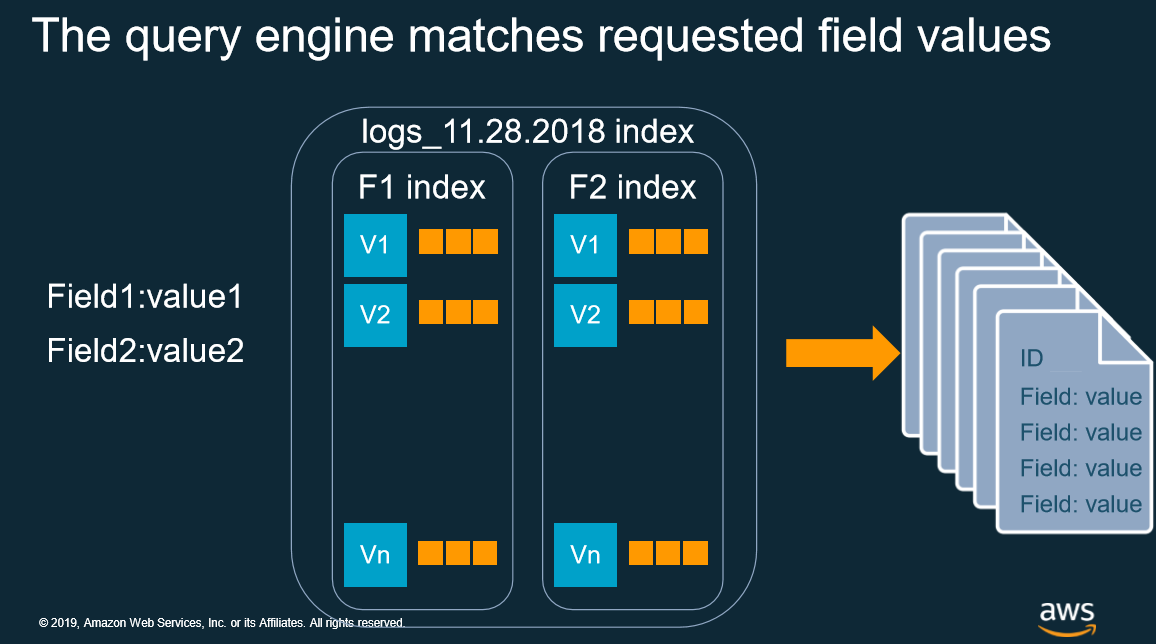 The query engine matches requested field values
logs_11.28.2018 index
F1 index
F2 index
V1
V1
Field1:value1
V2
V2
Field2:value2
ID
Field: value
Field: value
Field: value
Field: value
Vn
Vn
© 2019, Amazon Web Services, Inc. or its Affiliates. All rights reserved.
aws